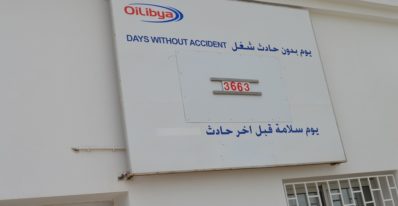 OiLibya
DAYS WITHOUT ACCIDENT يوم بدون حادث شغل
3663
يوم سلامة قبل اخر حادث